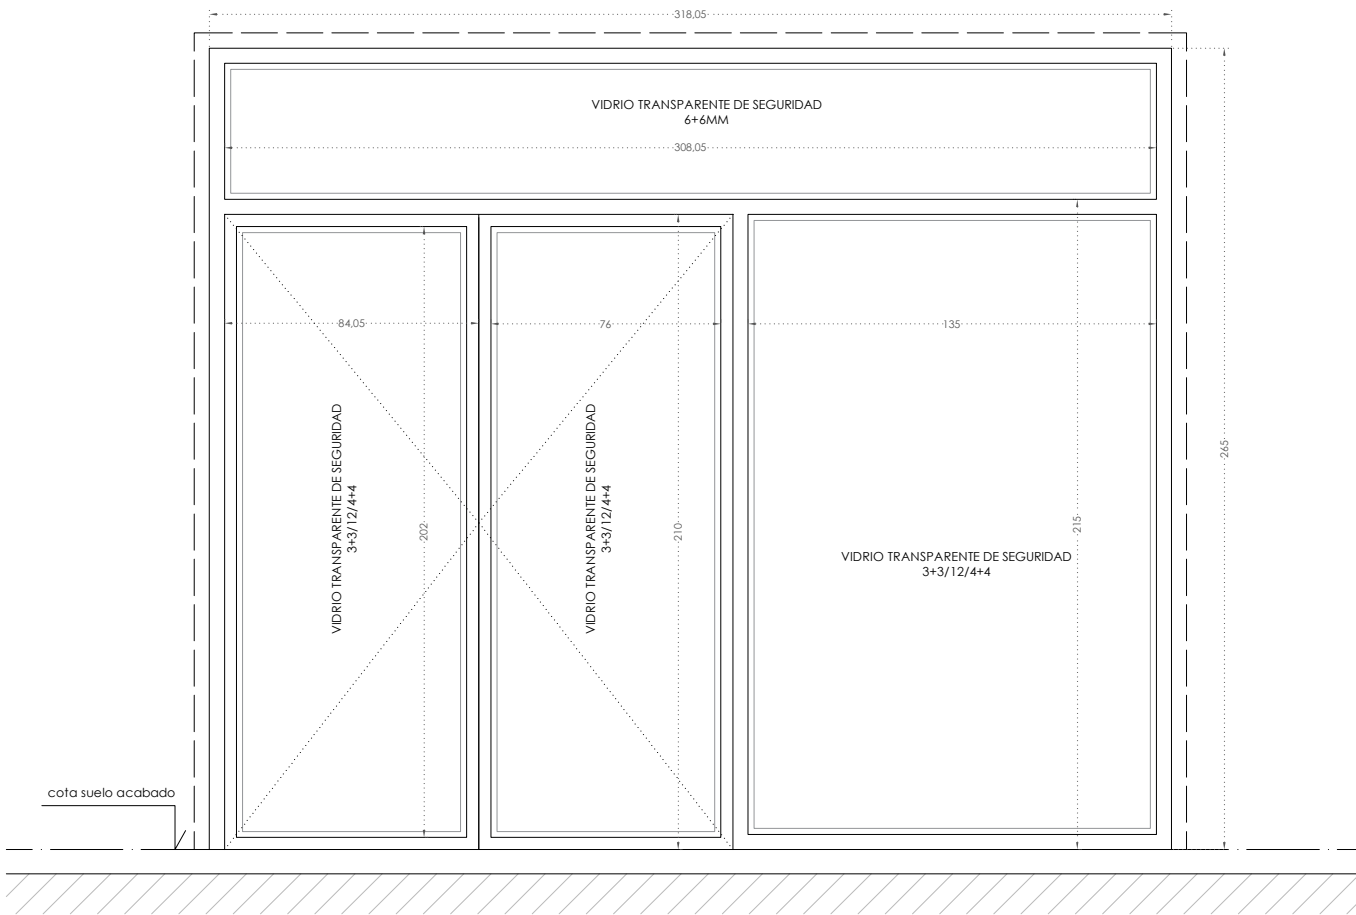 318,05
VIDRIO TRANSPARENTE DE SEGURIDAD
6+6MM
308,05
84,05
76
135
VIDRIO TRANSPARENTE DE SEGURIDAD
3+3/12/4+4
202
VIDRIO TRANSPARENTE DE SEGURIDAD
3+3/12/4+4
210
VIDRIO TRANSPARENTE DE SEGURIDAD
3+3/12/4+4
215
265
cota suelo acabado